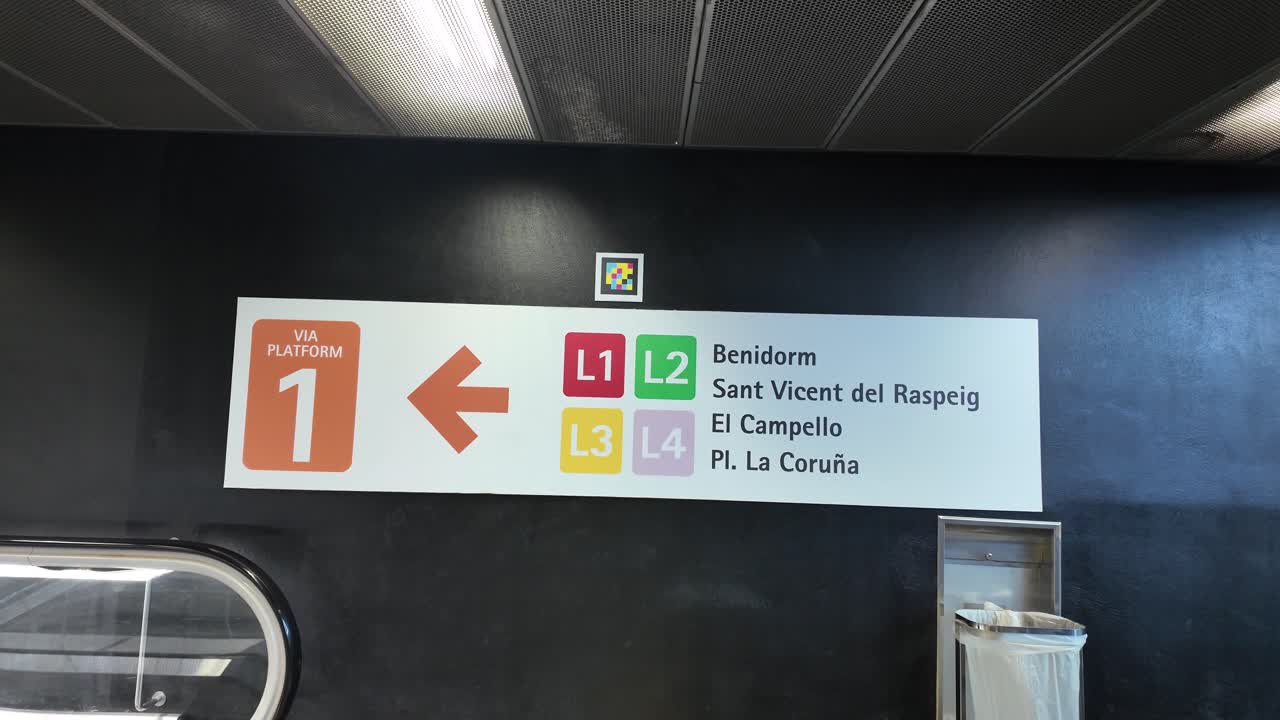 VIA
PLATFORM
1
L1 L2
L3 L4
Benidorm
Sant Vicent del Raspeig
El Campello
Pl. La Coruña